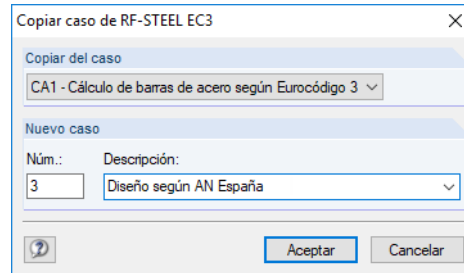 Copiar caso de RF-STEEL EC3
Copiar del caso
CA1 - Cálculo de barras de acero según Eurocódigo 3
Nuevo caso
Núm.: Descripción:
3 Diseño según AN España
Aceptar Cancelar